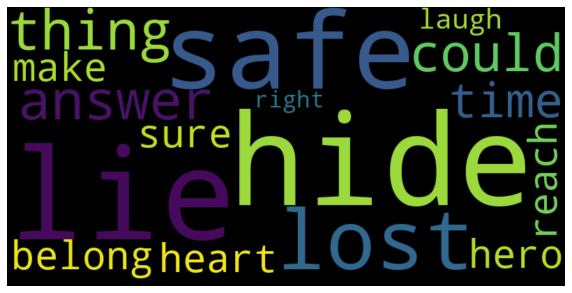 thing safe laugh
make could
answer right time
sure hide reach
lie lost
belong heart hero